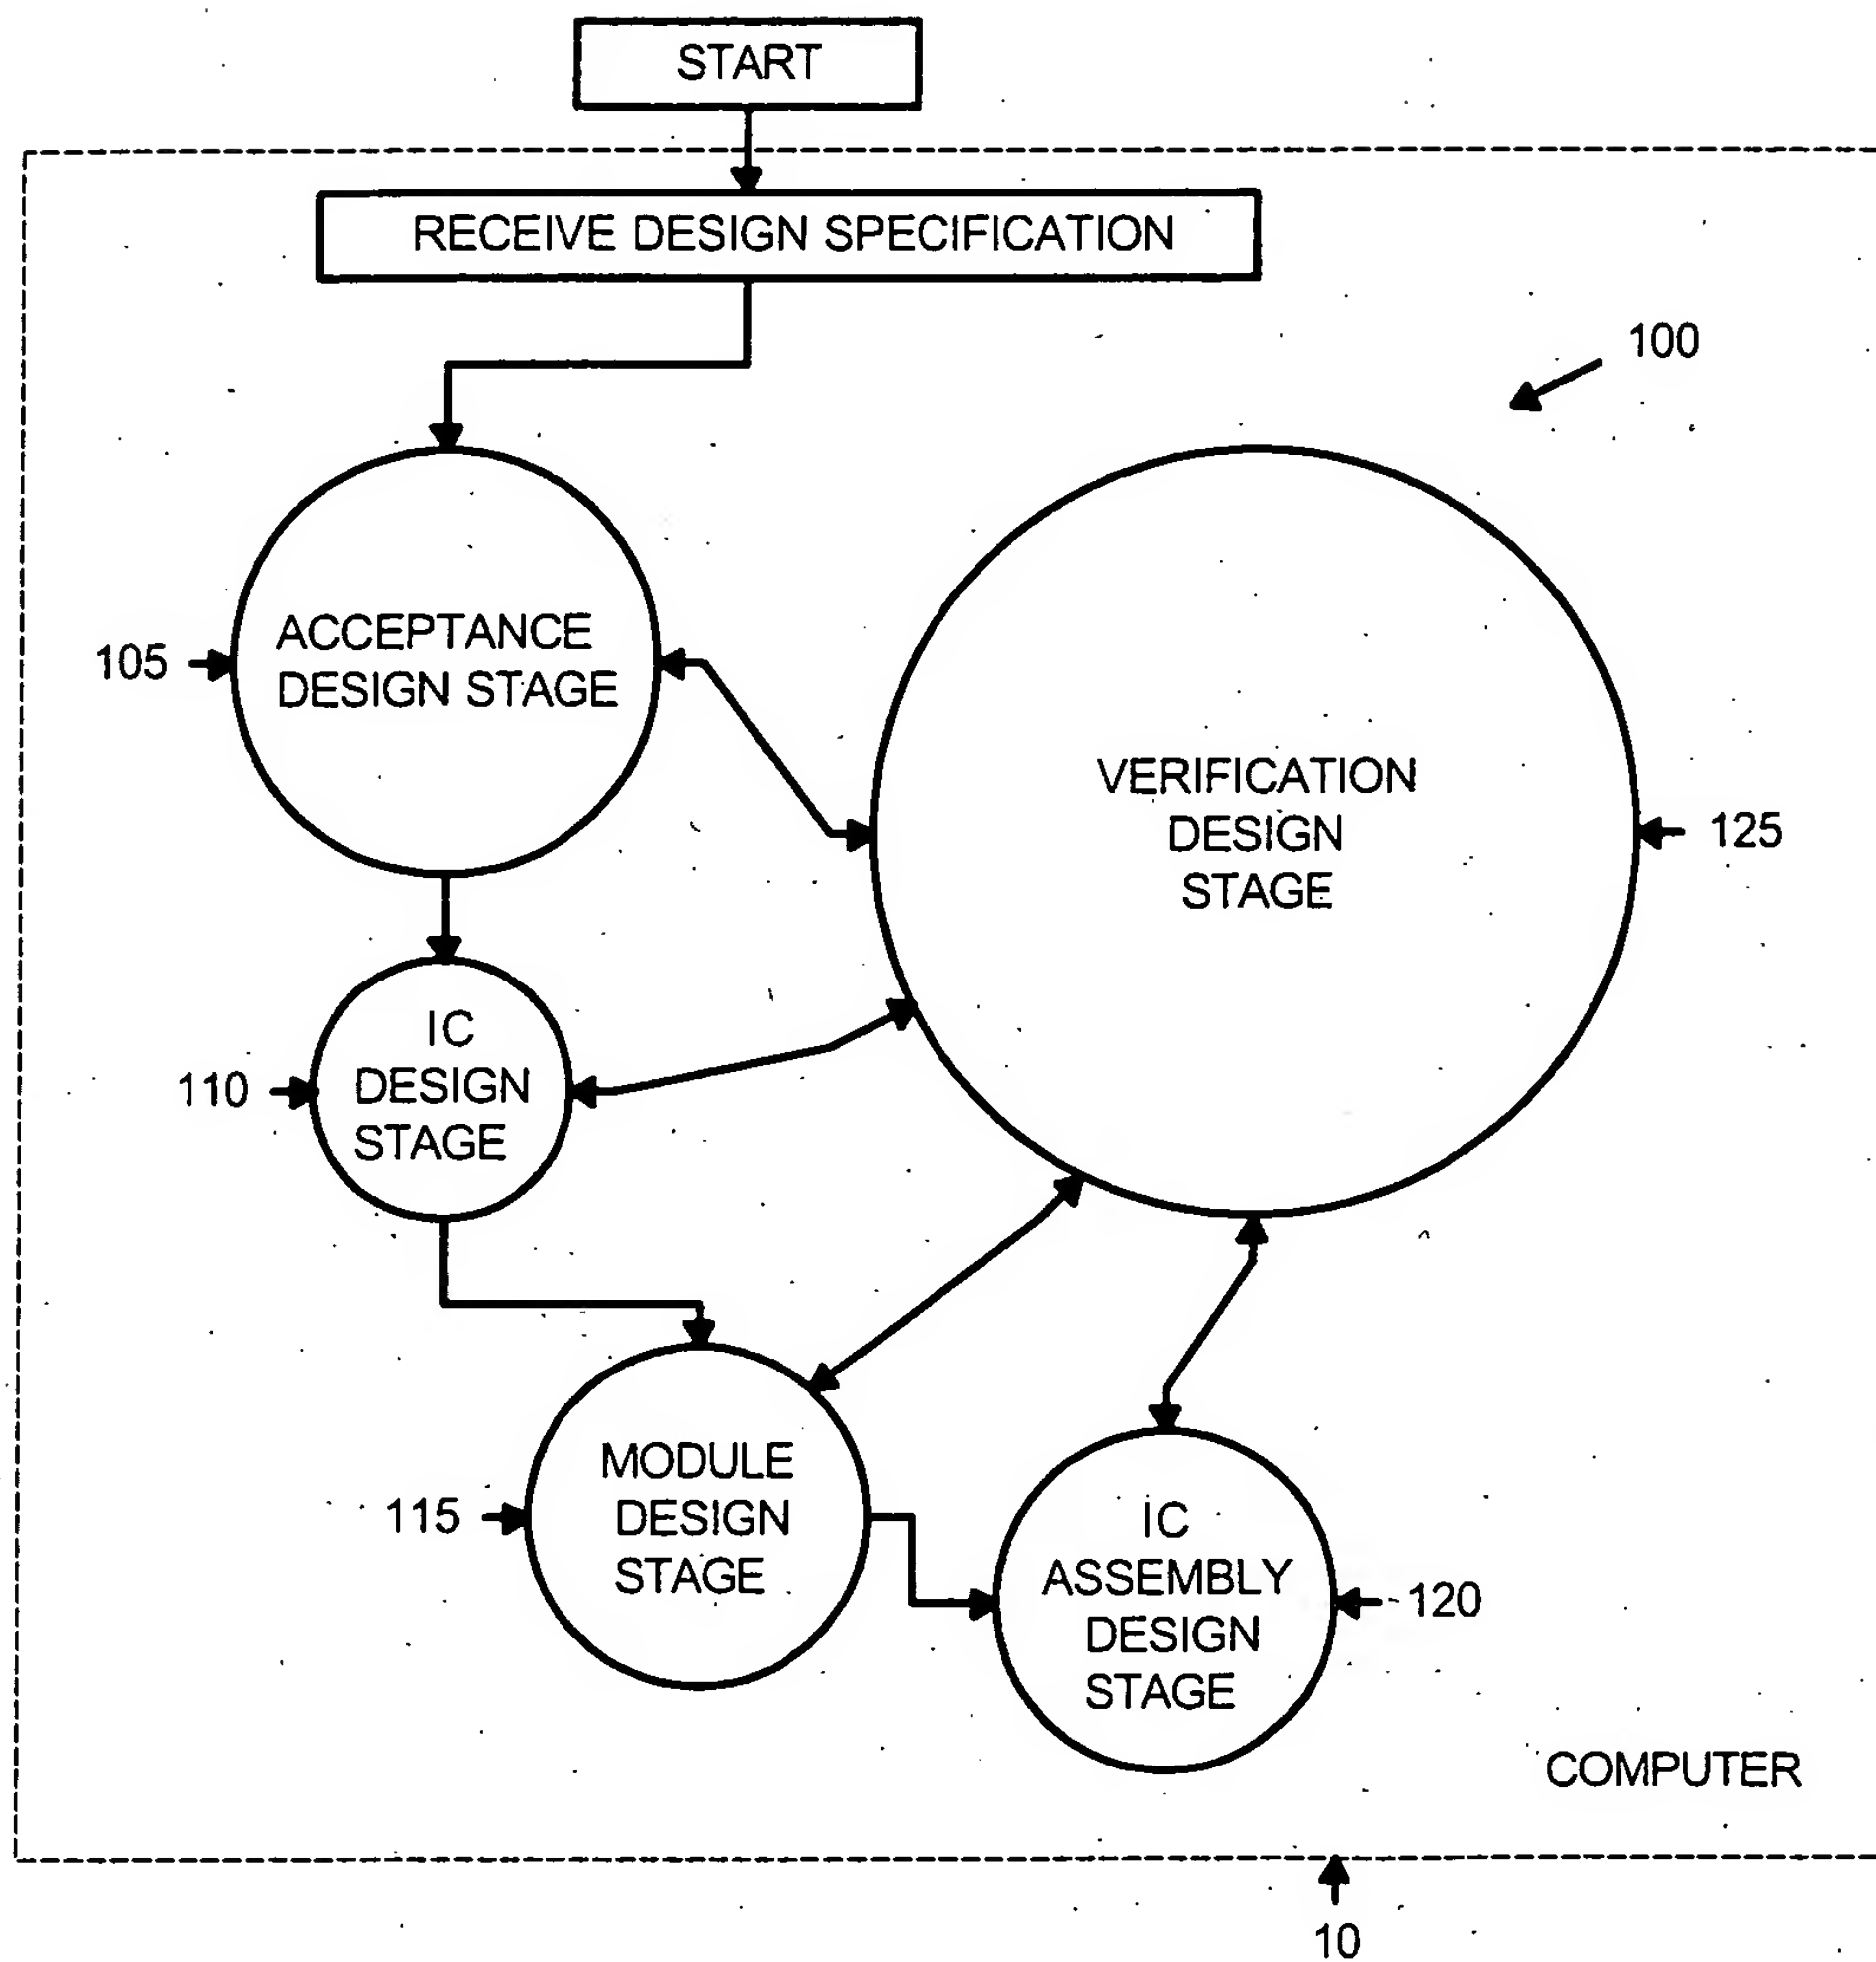 START
RECEIVE DESIGN SPECIFICATION
100
ACCEPTANCE
DESIGN STAGE
105
VERIFICATION
DESIGN
STAGE
125
IC
DESIGN
STAGE
110
MODULE
DESIGN
STAGE
115
IC
ASSEMBLY
DESIGN
STAGE
120
COMPUTER
10